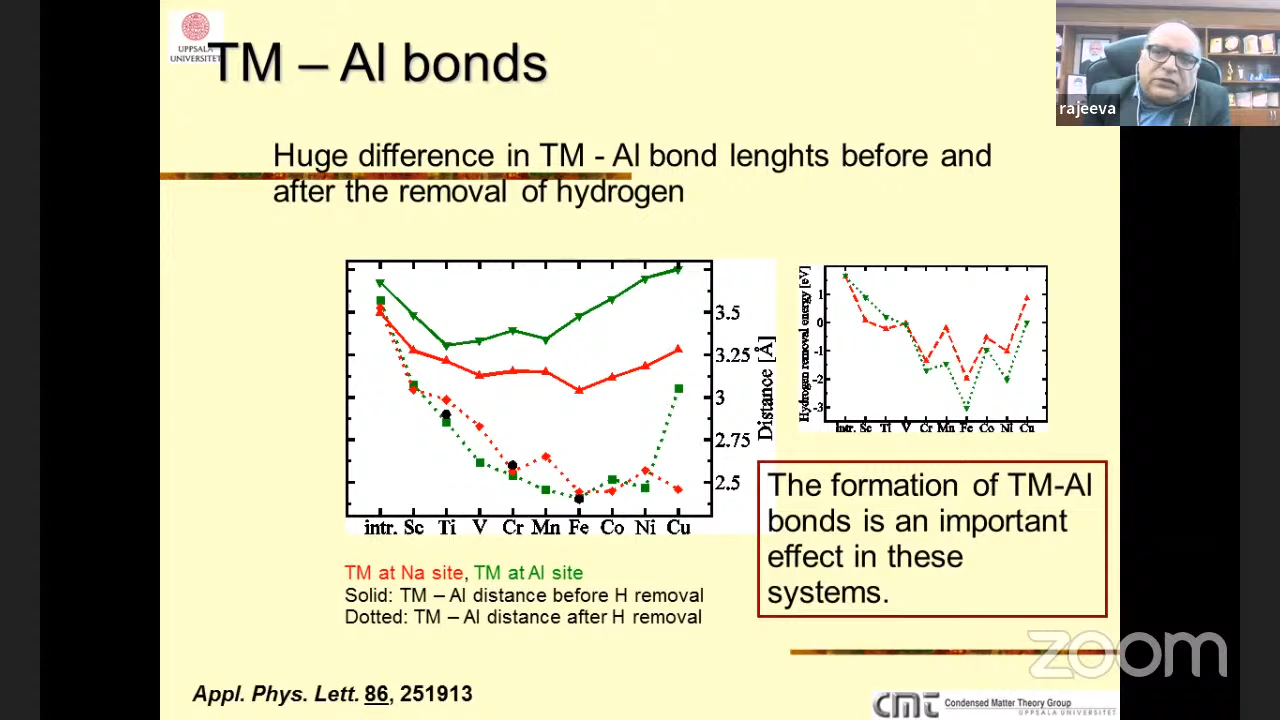 UPPSALA
UNIVERSITET
TM – Al bonds
rajeeva
Huge difference in TM - Al bond lenghts before and
after the removal of hydrogen
3.5
3.25
3
2.75
2.5
Distance [Å]
intr. Sc Ti V Cr Mn Fe Co Ni Cu
Hydrogen removal energy [eV]
1
0
-1
-2
-3
intr. Sc Ti V Cr Mn Fe Co Ni Cu
TM at Na site, TM at Al site
Solid: TM – Al distance before H removal
Dotted: TM – Al distance after H removal
The formation of TM-Al
bonds is an important
effect in these
systems.
zoom
Appl. Phys. Lett. 86, 251913
CMT Condensed Matter Theory Group
UPPSALA UNIVERSITET